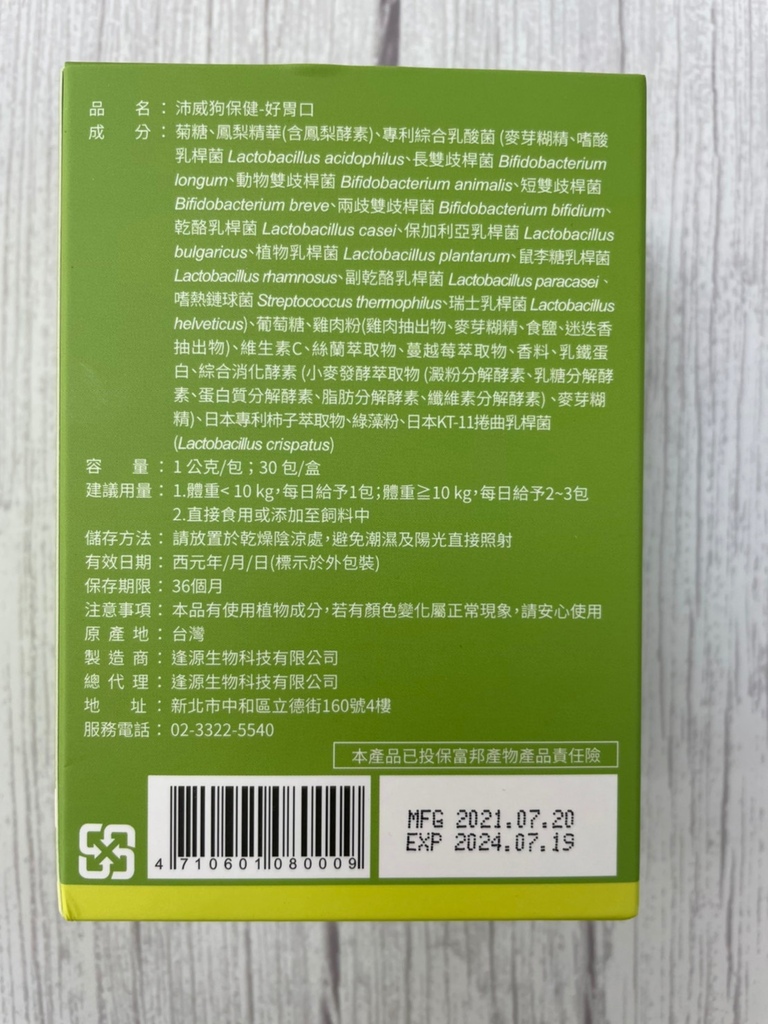 品 名：沛威狗保健-好胃口
成 分：菊糖、鳳梨精華(含鳳梨酵素)、專利綜合乳酸菌 (麥芽糊精、嗜酸
乳桿菌 Lactobacillus acidophilus、長雙歧桿菌 Bifidobacterium
longum、動物雙歧桿菌 Bifidobacterium animalis、短雙歧桿菌
Bifidobacterium breve、兩歧雙歧桿菌 Bifidobacterium bifidium、
乾酪乳桿菌 Lactobacillus casei、保加利亞乳桿菌 Lactobacillus
bulgaricus、植物乳桿菌 Lactobacillus plantarum、鼠李糖乳桿菌
Lactobacillus rhamnosus、副乾酪乳桿菌 Lactobacillus paracasei、
嗜熱鏈球菌 Streptococcus thermophilus、瑞士乳桿菌 Lactobacillus
helveticus)、葡萄糖、雞肉粉(雞肉抽出物、麥芽糊精、食鹽、迷迭香
抽出物)、維生素C、絲蘭萃取物、蔓越莓萃取物、香料、乳鐵蛋
白、綜合消化酵素 (小麥發酵萃取物 (澱粉分解酵素、乳糖分解酵
素、蛋白質分解酵素、脂肪分解酵素、纖維素分解酵素) 、麥芽糊
精)、日本專利柿子萃取物、綠藻粉、日本KT-11捲曲乳桿菌
(Lactobacillus crispatus)
容 量：1 公克/包；30 包/盒
建議用量：1.體重< 10 kg，每日給予1包;體重≧10 kg，每日給予2~3包
2.直接食用或添加至飼料中
儲存方法：請放置於乾燥陰涼處，避免潮濕及陽光直接照射
有效日期：西元年/月/日(標示於外包裝)
保存期限：36個月
注意事項：本品有使用植物成分，若有顏色變化屬正常現象，請安心使用
原 產 地：台灣
製 造 商：逢源生物科技有限公司
總 代 理：逢源生物科技有限公司
地 址：新北市中和區立德街160號4樓
服務電話：02-3322-5540
本產品已投保富邦產物產品責任險
MFG 2021.07.20
EXP 2024.07.19
4 710601 080009